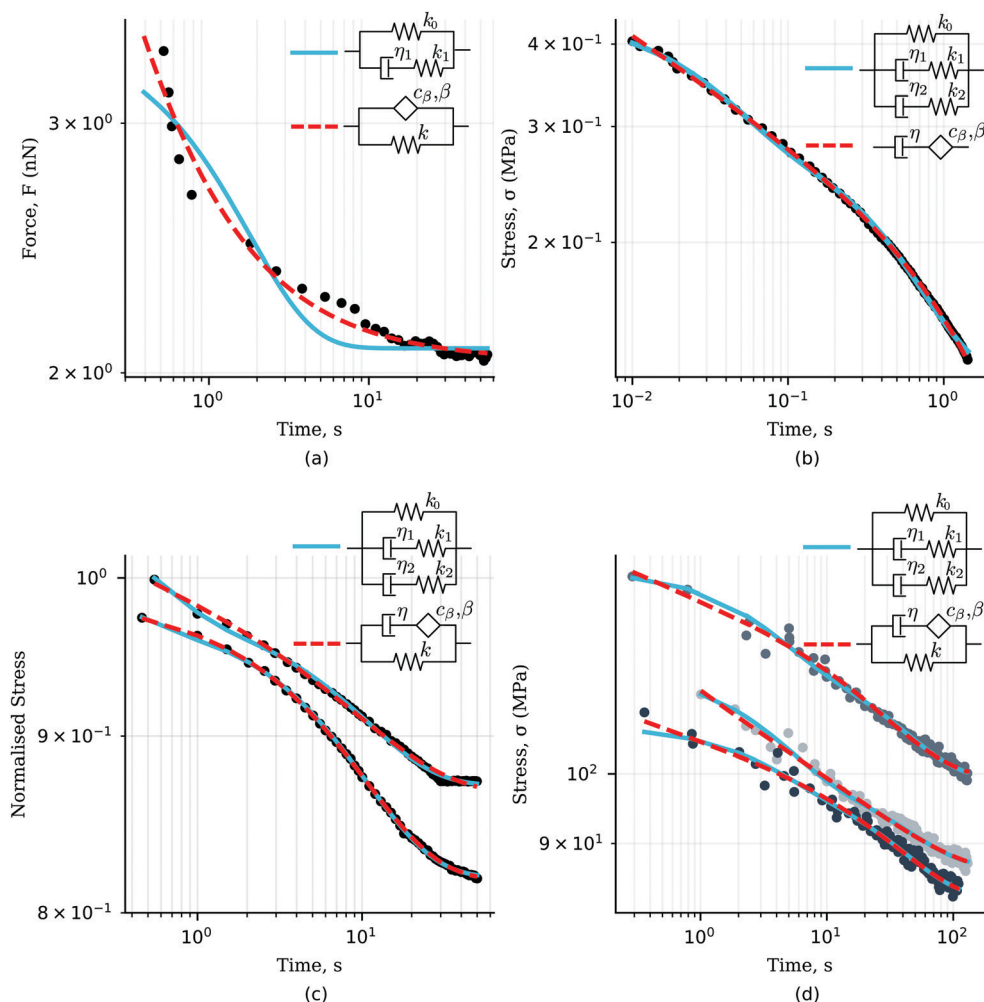 3 × 10⁰
2 × 10⁰
Force, F (nN)
10⁰
10¹
Time, s
(a)
k₀
η₁
k₁
c_β,β
k
4 × 10⁻¹
3 × 10⁻¹
2 × 10⁻¹
Stress, σ (MPa)
10⁻²
10⁻¹
10⁰
Time, s
(b)
k₀
η₁
k₁
η₂
k₂
η
c_β,β
10⁰
9 × 10⁻¹
8 × 10⁻¹
Normalised Stress
10⁰
10¹
Time, s
(c)
k₀
η₁
k₁
η₂
k₂
η
c_β,β
k
10²
9 × 10¹
Stress, σ (MPa)
10⁰
10¹
10²
Time, s
(d)
k₀
η₁
k₁
η₂
k₂
η
c_β,β
k